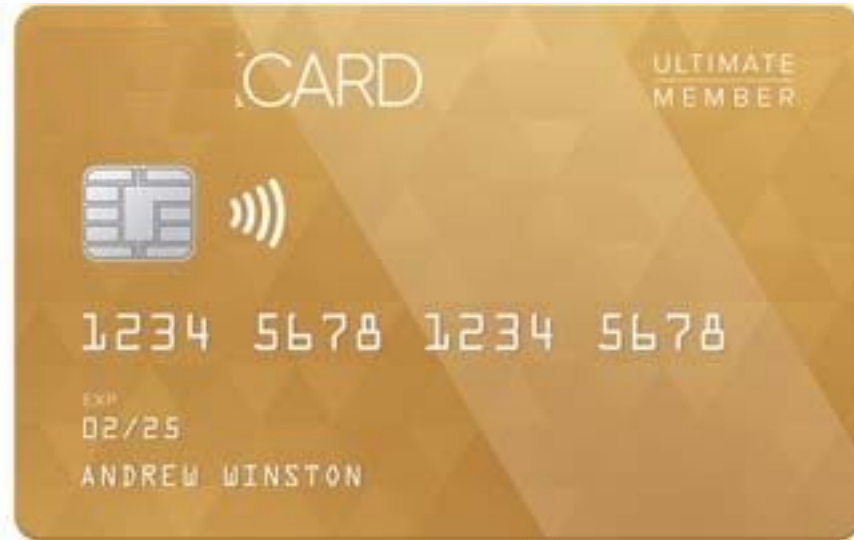 CARD
ULTIMATE
MEMBER
1234 5678 1234 5678
EXP
02/25
ANDREW WINSTON